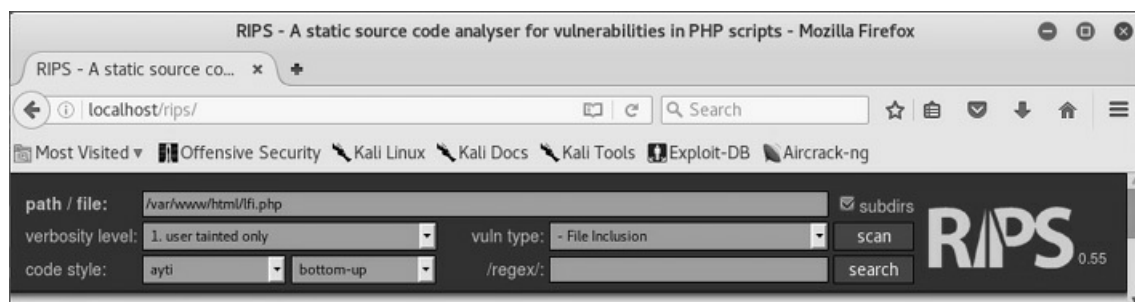 RIPS - A static source code analyser for vulnerabilities in PHP scripts - Mozilla Firefox
RIPS - A static source co...
localhost/rips/ Search
Most Visited Offensive Security Kali Linux Kali Docs Kali Tools Exploit-DB Aircrack-ng
path / file: /var/www/html/lfi.php subdirs
verbosity level: 1. user tainted only vuln type: - File Inclusion scan
code style: ayti bottom-up /regex/: search
RIPS 0.55